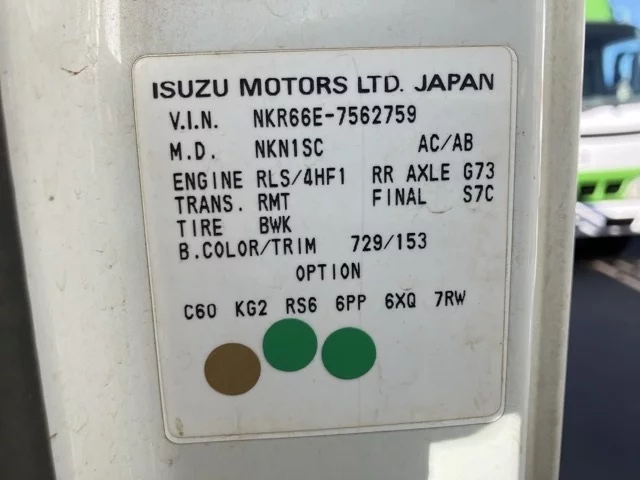 ISUZU MOTORS LTD. JAPAN
V.I.N. NKR66E-7562759
M.D. NKN1SC AC/AB
ENGINE RLS/4HF1 RR AXLE G73
TRANS. RMT FINAL S7C
TIRE BWK
B.COLOR/TRIM 729/153
OPTION
C60 KG2 RS6 6PP 6XQ 7RW